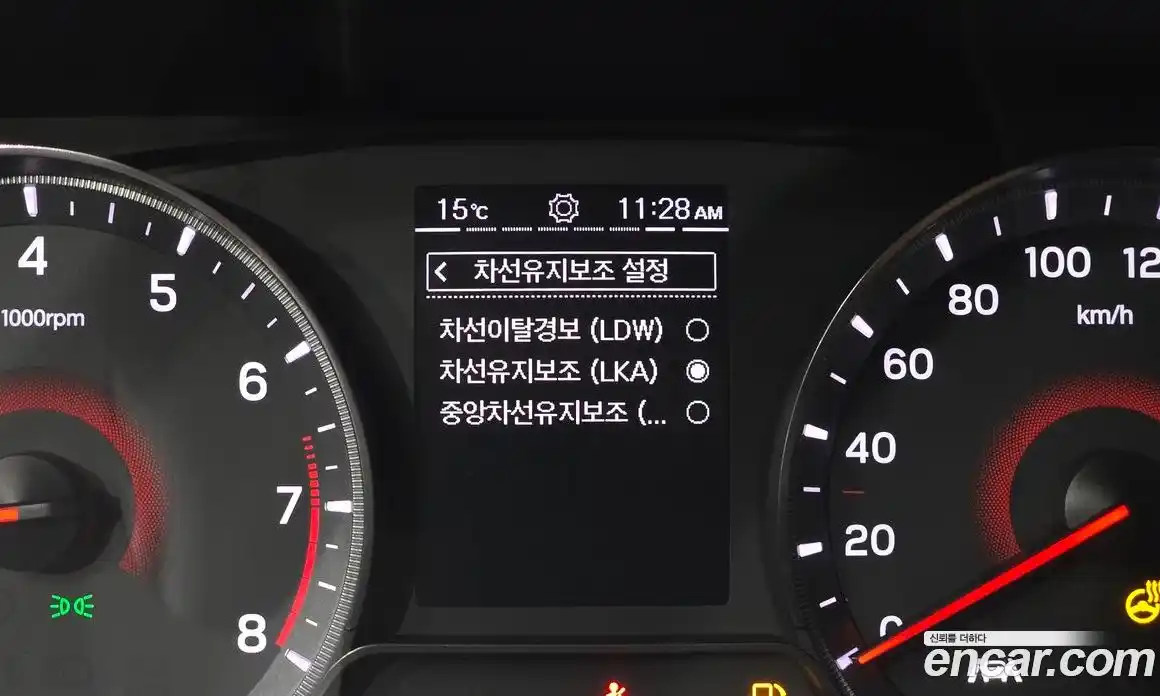 15℃ 11:28 AM
< 차선유지보조 설정
차선이탈경보 (LDW)
차선유지보조 (LKA)
중앙차선유지보조 (...
4
5
6
7
8
1000rpm
100
80
60
40
20
0
km/h
신뢰를 더하다
encar.com